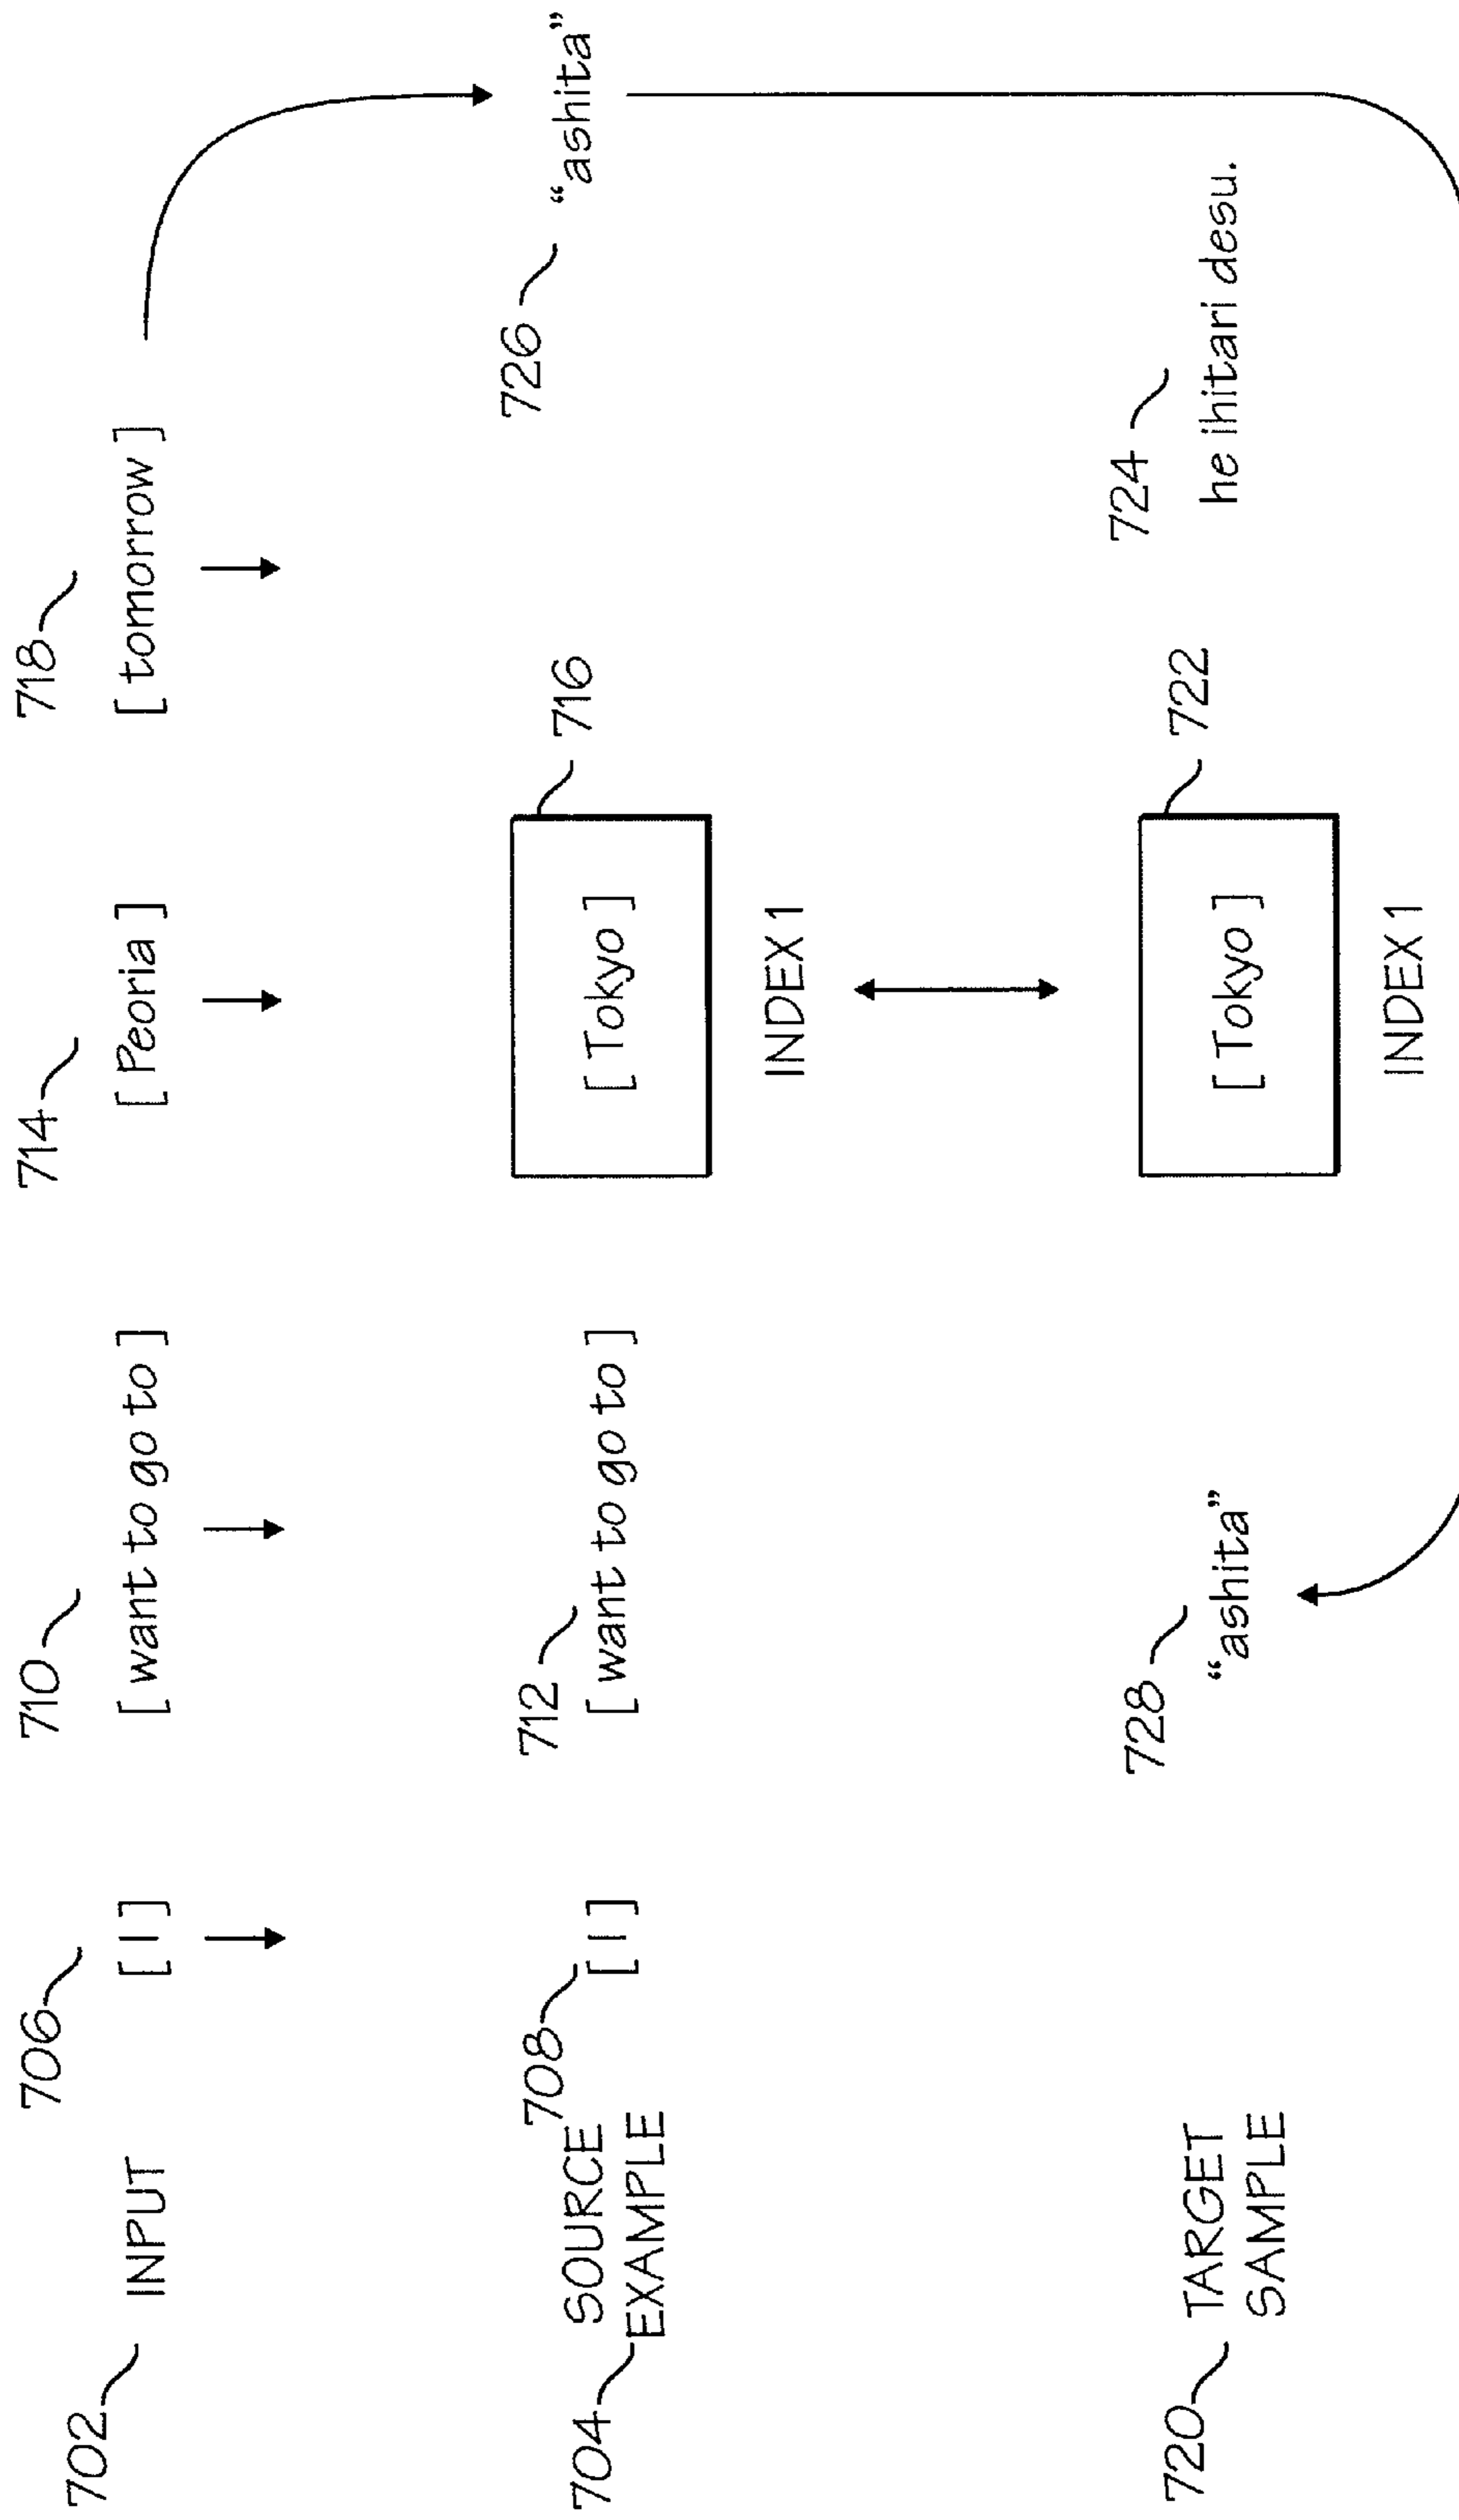 706 710 714 718
702 INPUT [ I ] [ want to go to ] [ Peoria ] [ tomorrow ]
708 712 716 726
704 SOURCE EXAMPLE [ I ] [ want to go to ] [ Tokyo ] "ashita"
INDEX 1
728 722 724
720 TARGET SAMPLE "ashita" [ Tokyo ] he ihitari desu.
INDEX 1